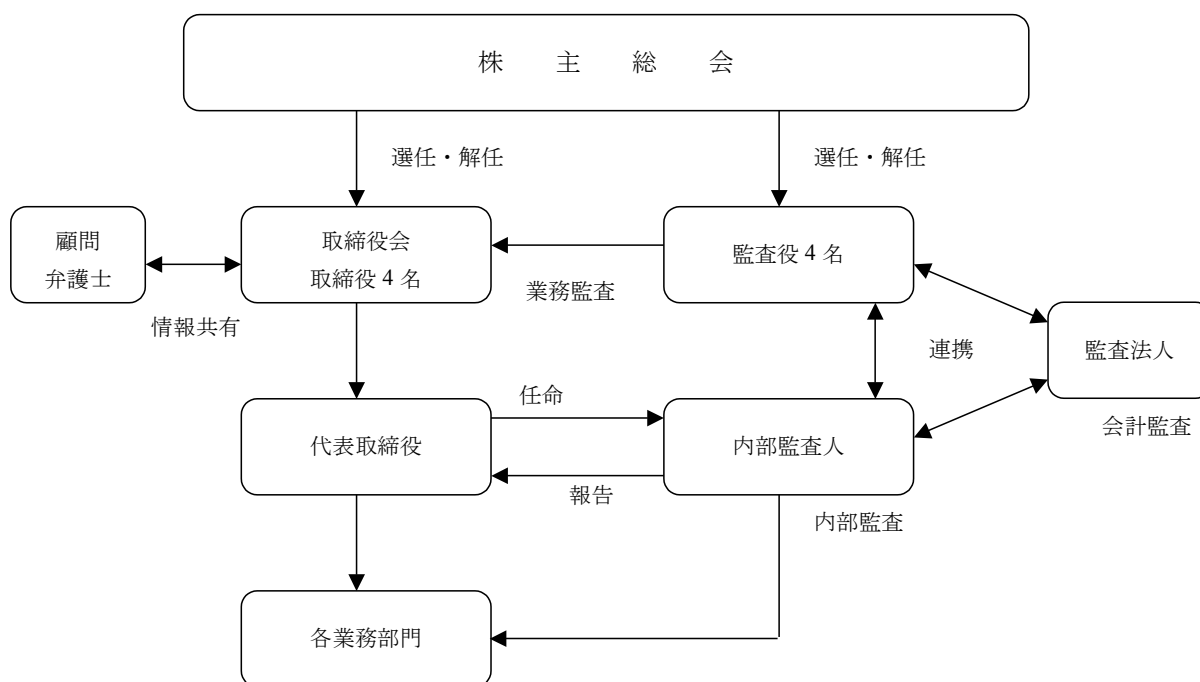 株 主 総 会
選任・解任
選任・解任
顧問
弁護士
取締役会
取締役 4 名
監査役 4 名
業務監査
情報共有
連携
監査法人
任命
代表取締役
内部監査人
会計監査
報告
内部監査
各業務部門